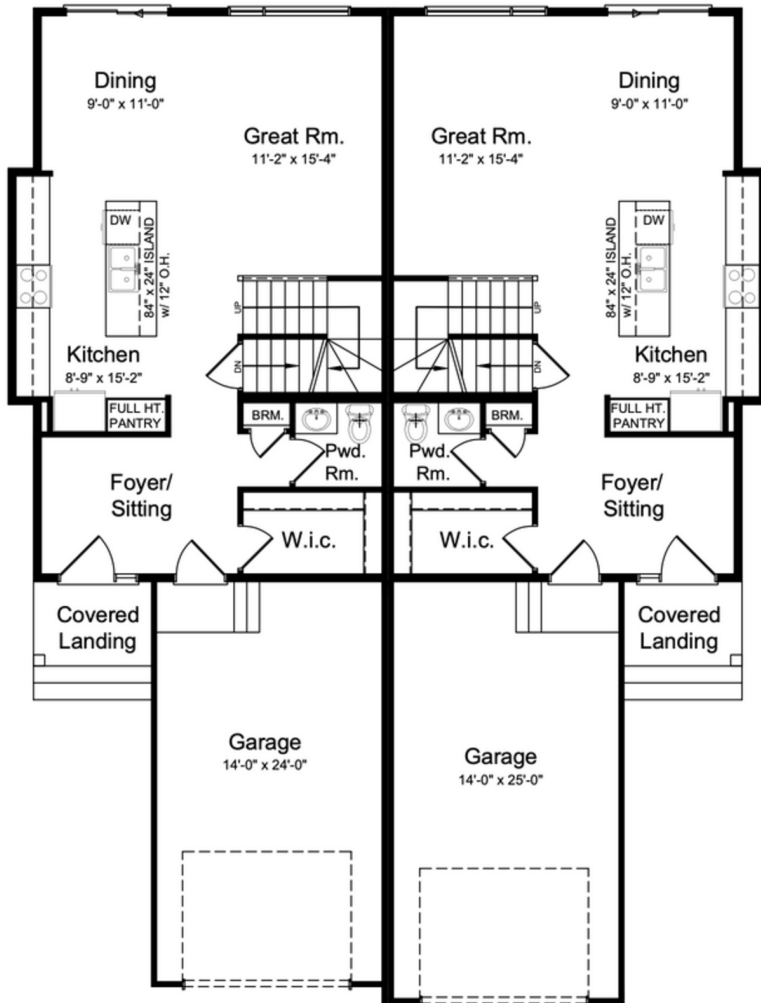 Dining
9'-0" x 11'-0"
Great Rm.
11'-2" x 15'-4"
DW
84" x 24" ISLAND
w/ 12" O.H.
UP
DN
Kitchen
8'-9" x 15'-2"
FULL HT.
PANTRY
BRM.
Pwd.
Rm.
Foyer/
Sitting
W.i.c.
Covered
Landing
Garage
14'-0" x 24'-0"
Dining
9'-0" x 11'-0"
Great Rm.
11'-2" x 15'-4"
DW
84" x 24" ISLAND
w/ 12" O.H.
UP
DN
Kitchen
8'-9" x 15'-2"
FULL HT.
PANTRY
BRM.
Pwd.
Rm.
Foyer/
Sitting
W.i.c.
Covered
Landing
Garage
14'-0" x 25'-0"